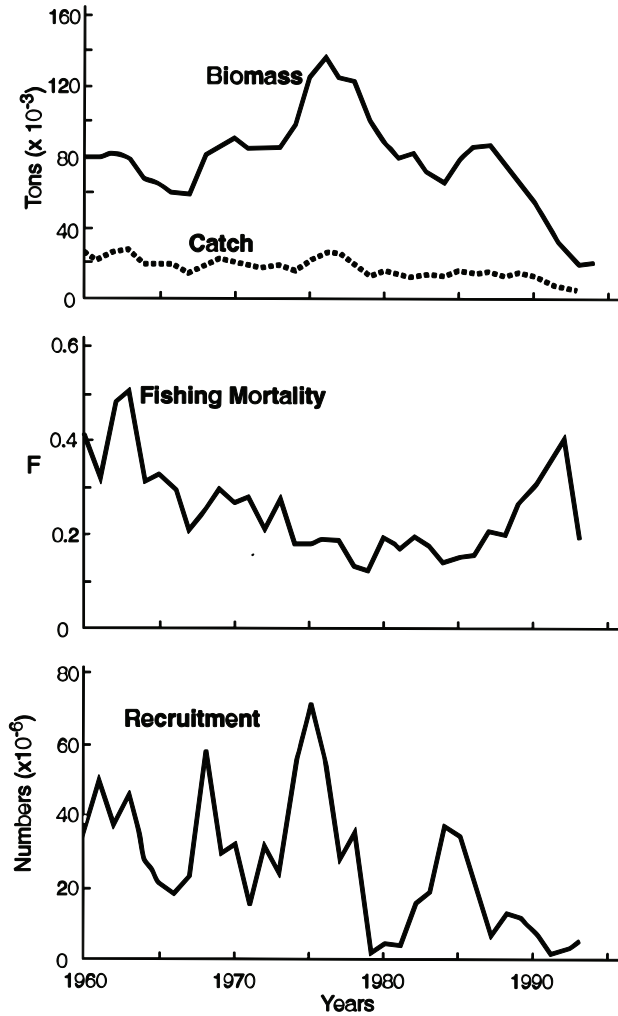 160
120
80
40
0
Tons (x 10-3)
Biomass
Catch
0.6
0.4
0.2
0
F
Fishing Mortality
80
60
40
20
0
Numbers (x10-6)
Recruitment
1960
1970
1980
1990
Years